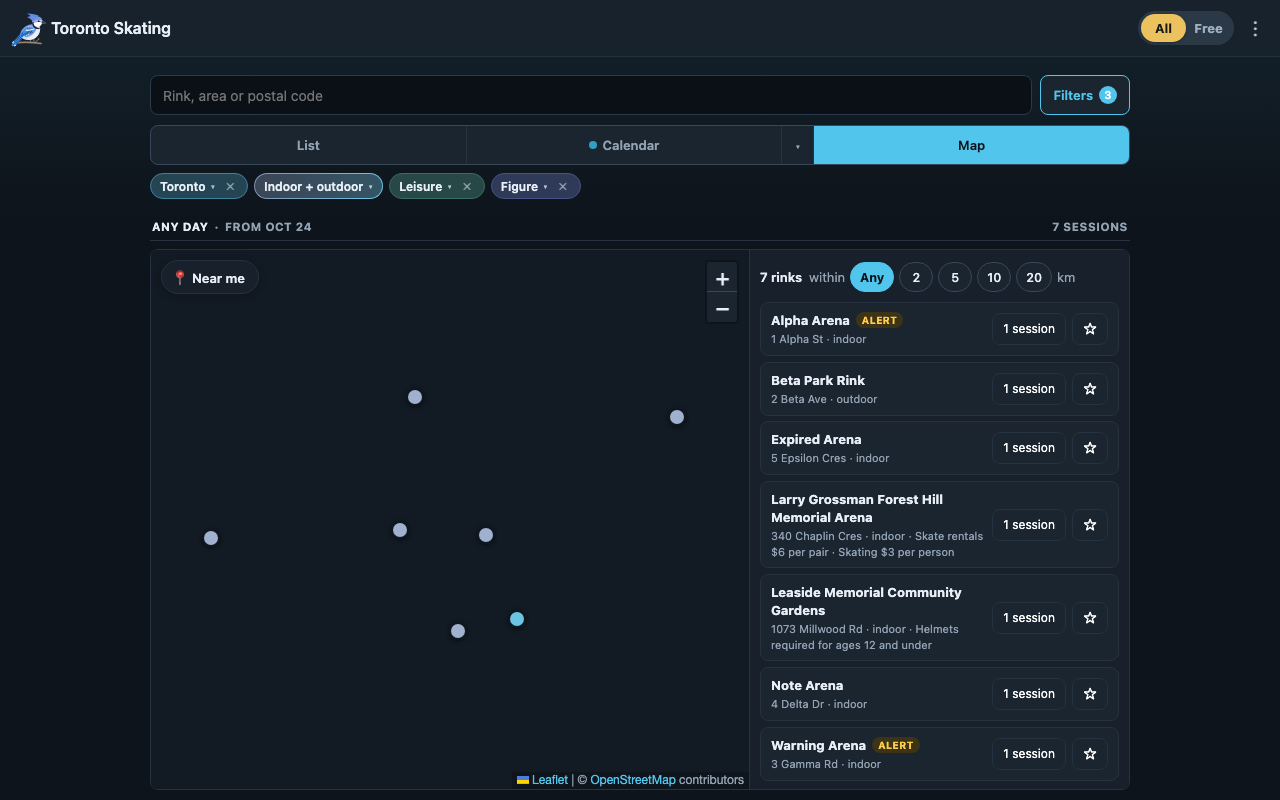 Toronto Skating
All
Free
Rink, area or postal code
Filters 3
List
Calendar
Map
Toronto
Indoor + outdoor
Leisure
Figure
ANY DAY · FROM OCT 24
7 SESSIONS
Near me
+
−
7 rinks within Any 2 5 10 20 km
Alpha Arena ALERT
1 Alpha St · indoor
1 session
Beta Park Rink
2 Beta Ave · outdoor
1 session
Expired Arena
5 Epsilon Cres · indoor
1 session
Larry Grossman Forest Hill
Memorial Arena
340 Chaplin Cres · indoor · Skate rentals
$6 per pair · Skating $3 per person
1 session
Leaside Memorial Community
Gardens
1073 Millwood Rd · indoor · Helmets
required for ages 12 and under
1 session
Note Arena
4 Delta Dr · indoor
1 session
Warning Arena ALERT
3 Gamma Rd · indoor
1 session
Leaflet | © OpenStreetMap contributors